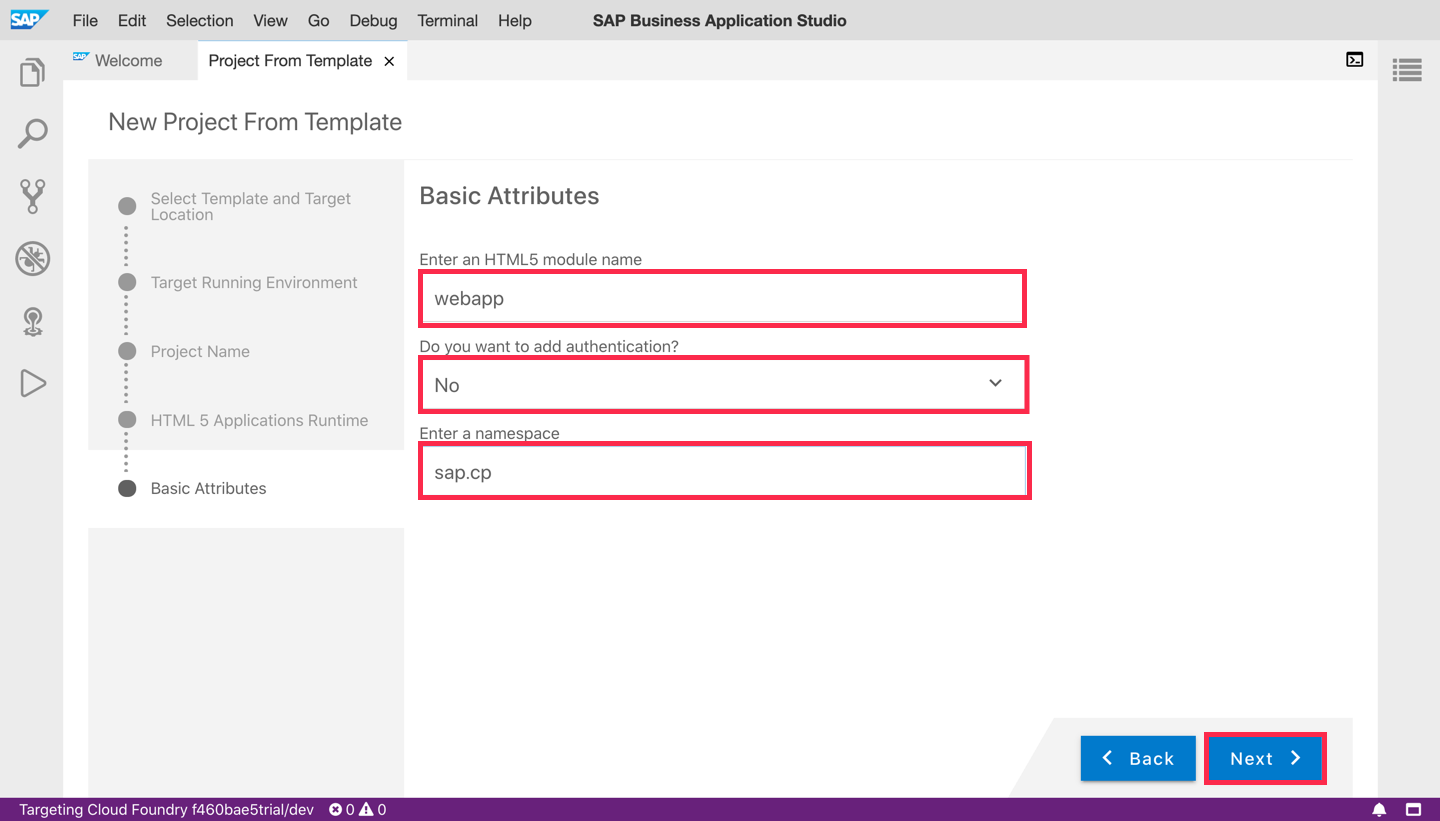 SAP File Edit Selection View Go Debug Terminal Help SAP Business Application Studio
SAP Welcome Project From Template ×
New Project From Template
Select Template and Target
Location
Target Running Environment
Project Name
HTML 5 Applications Runtime
Basic Attributes
Basic Attributes
Enter an HTML5 module name
webapp
Do you want to add authentication?
No
Enter a namespace
sap.cp
Back Next
Targeting Cloud Foundry f460bae5trial/dev 0 0